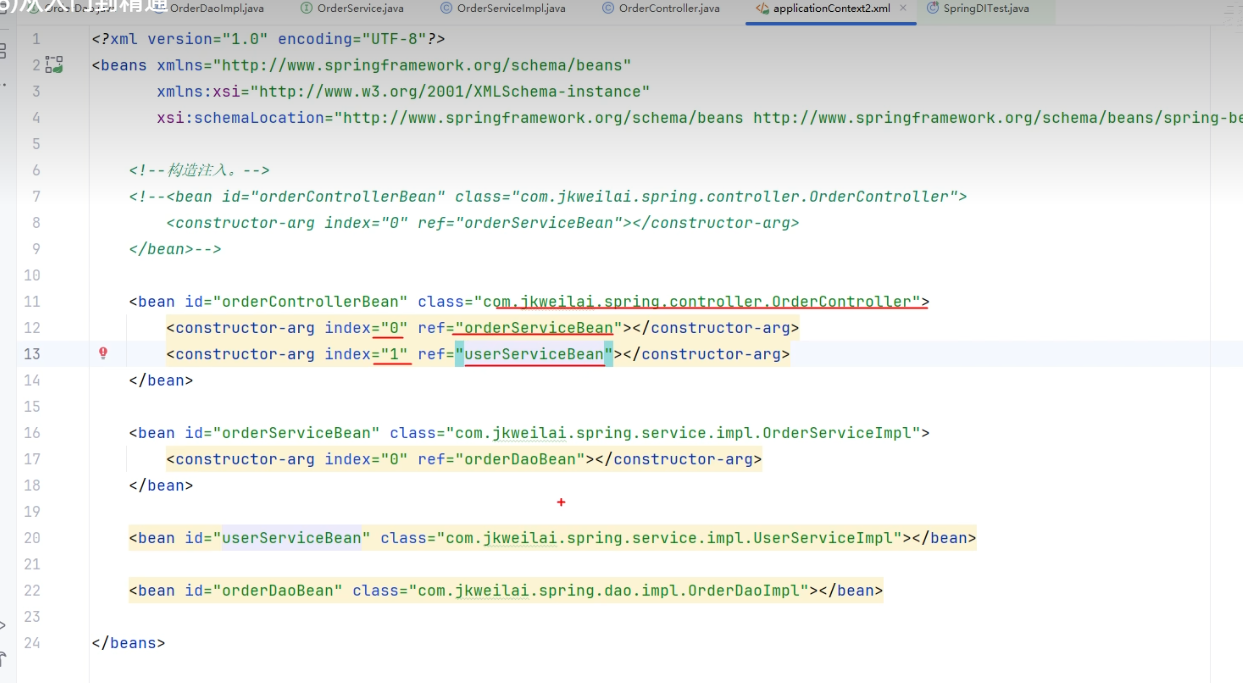 从入门到精通
OrderDaoImpl.java OrderService.java OrderServiceImpl.java OrderController.java applicationContext2.xml SpringDITest.java
1 <?xml version="1.0" encoding="UTF-8"?>
2 <beans xmlns="http://www.springframework.org/schema/beans"
3 xmlns:xsi="http://www.w3.org/2001/XMLSchema-instance"
4 xsi:schemaLocation="http://www.springframework.org/schema/beans http://www.springframework.org/schema/beans/spring-be
5
6 <!--构造注入。-->
7 <!--<bean id="orderControllerBean" class="com.jkweilai.spring.controller.OrderController">
8 <constructor-arg index="0" ref="orderServiceBean"></constructor-arg>
9 </bean>-->
10
11 <bean id="orderControllerBean" class="com.jkweilai.spring.controller.OrderController">
12 <constructor-arg index="0" ref="orderServiceBean"></constructor-arg>
13 <constructor-arg index="1" ref="userServiceBean"></constructor-arg>
14 </bean>
15
16 <bean id="orderServiceBean" class="com.jkweilai.spring.service.impl.OrderServiceImpl">
17 <constructor-arg index="0" ref="orderDaoBean"></constructor-arg>
18 </bean>
19
20 <bean id="userServiceBean" class="com.jkweilai.spring.service.impl.UserServiceImpl"></bean>
21
22 <bean id="orderDaoBean" class="com.jkweilai.spring.dao.impl.OrderDaoImpl"></bean>
23
24 </beans>